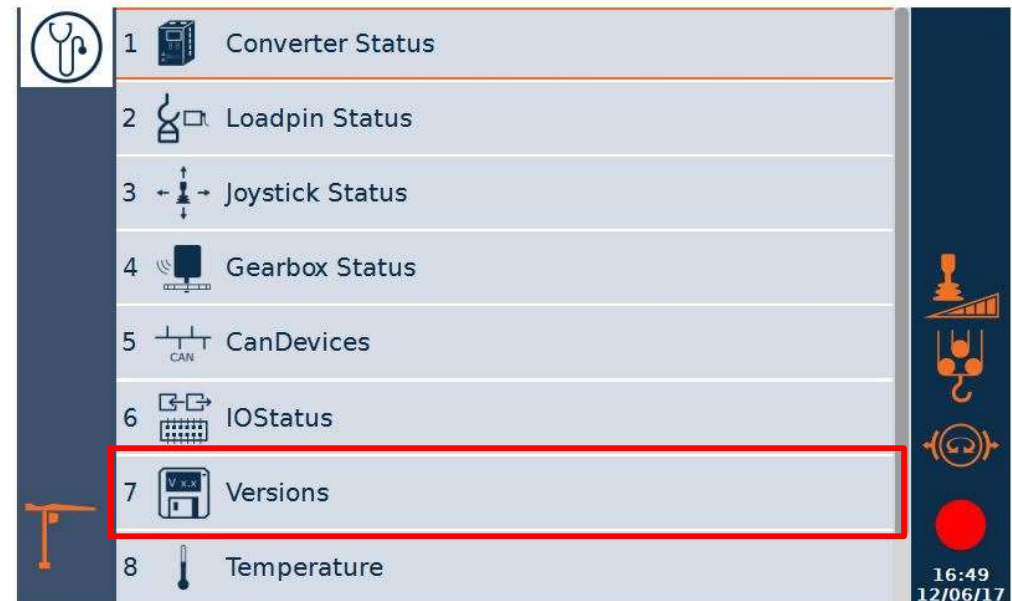 1 Converter Status
2 Loadpin Status
3 Joystick Status
4 Gearbox Status
5 CAN CanDevices
6 IOStatus
7 V x.x Versions
8 Temperature
16:49
12/06/17